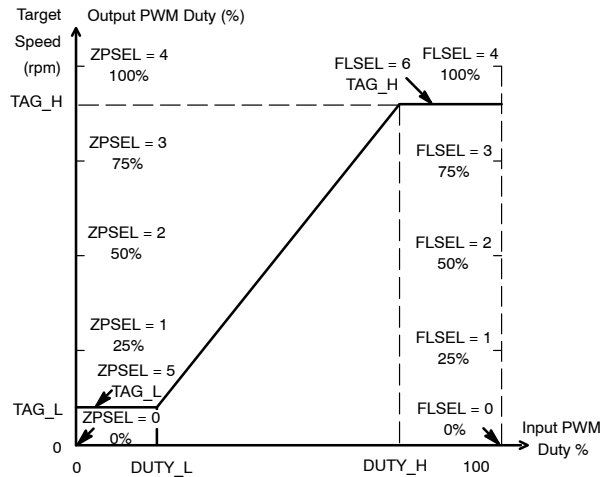 Target
Speed
(rpm)
Output PWM Duty (%)
ZPSEL = 4
100%
FLSEL = 6
TAG_H
FLSEL = 4
100%
TAG_H
ZPSEL = 3
75%
FLSEL = 3
75%
ZPSEL = 2
50%
FLSEL = 2
50%
ZPSEL = 1
25%
FLSEL = 1
25%
ZPSEL = 5
TAG_L
TAG_L
ZPSEL = 0
0%
FLSEL = 0
0%
Input PWM
Duty %
0
0
DUTY_L
DUTY_H
100